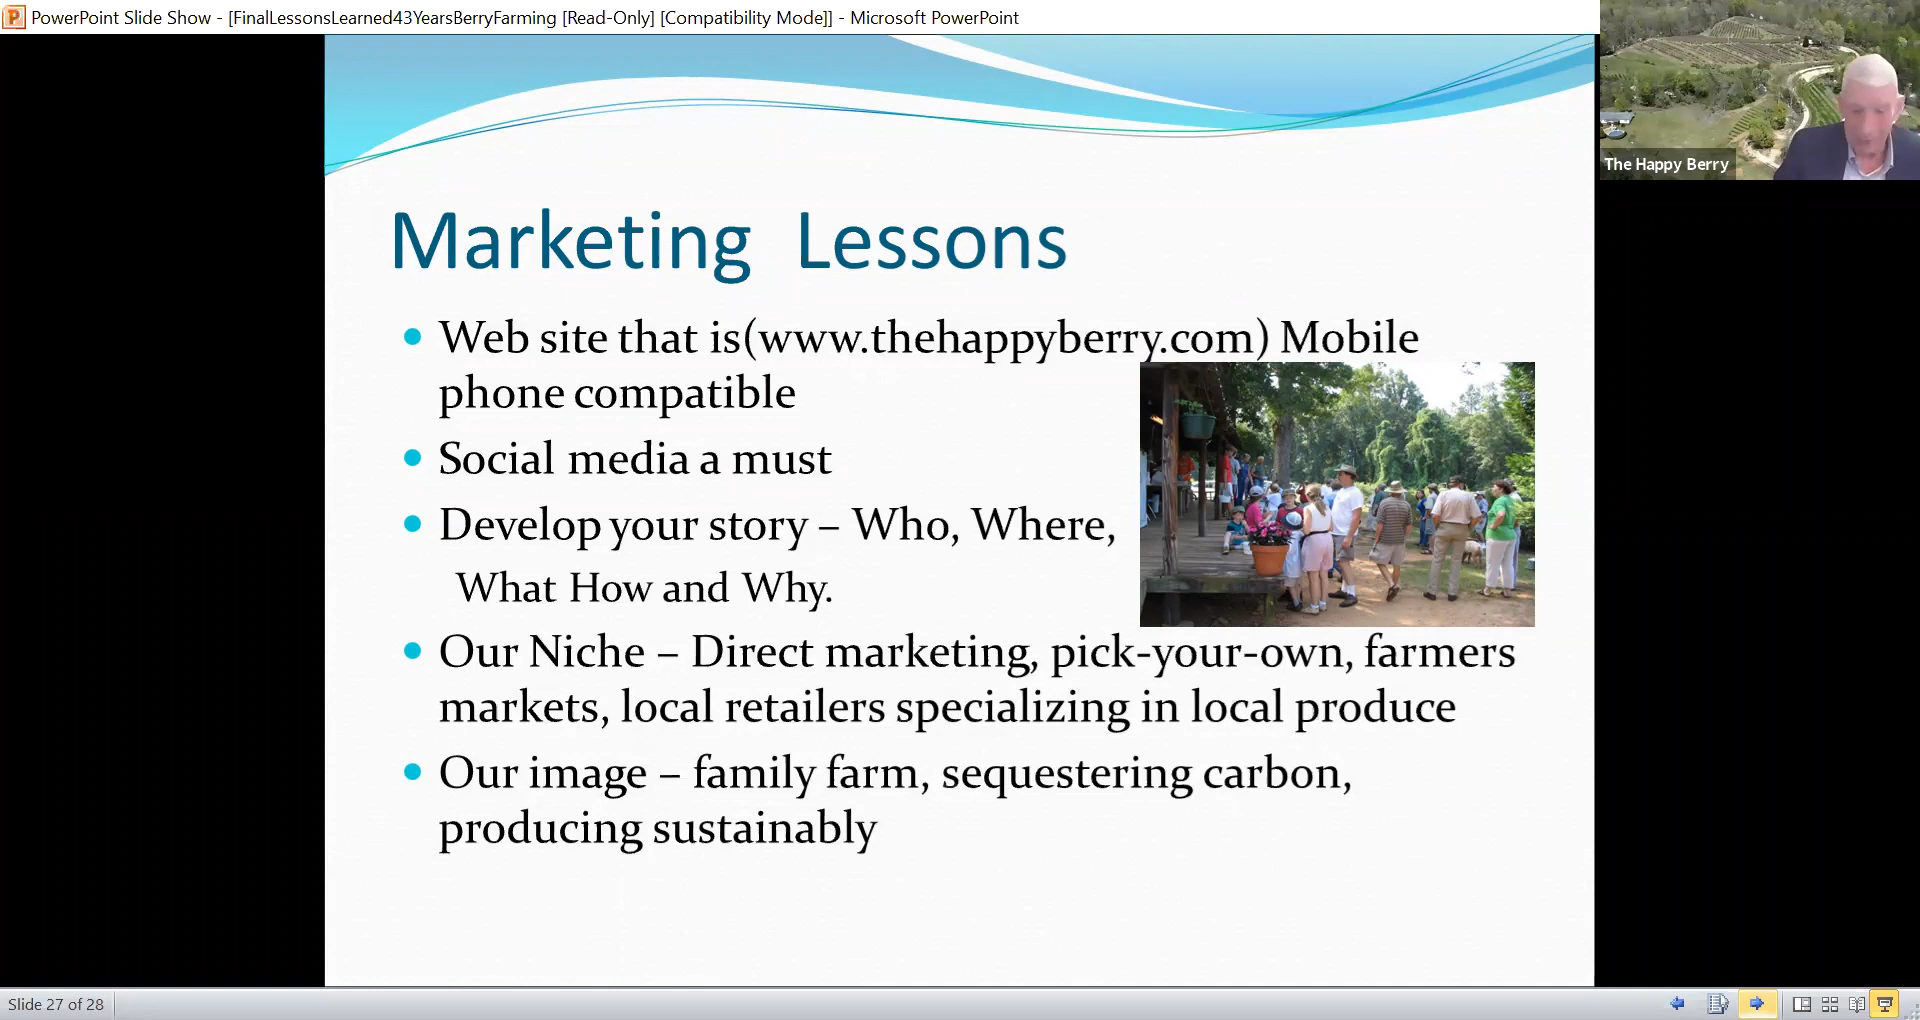 PowerPoint Slide Show - [FinalLessonsLearned43YearsBerryFarming [Read-Only] [Compatibility Mode]] - Microsoft PowerPoint
The Happy Berry
Marketing Lessons
Web site that is(www.thehappyberry.com) Mobile
phone compatible
Social media a must
Develop your story – Who, Where,
What How and Why.
Our Niche – Direct marketing, pick-your-own, farmers
markets, local retailers specializing in local produce
Our image – family farm, sequestering carbon,
producing sustainably
Slide 27 of 28